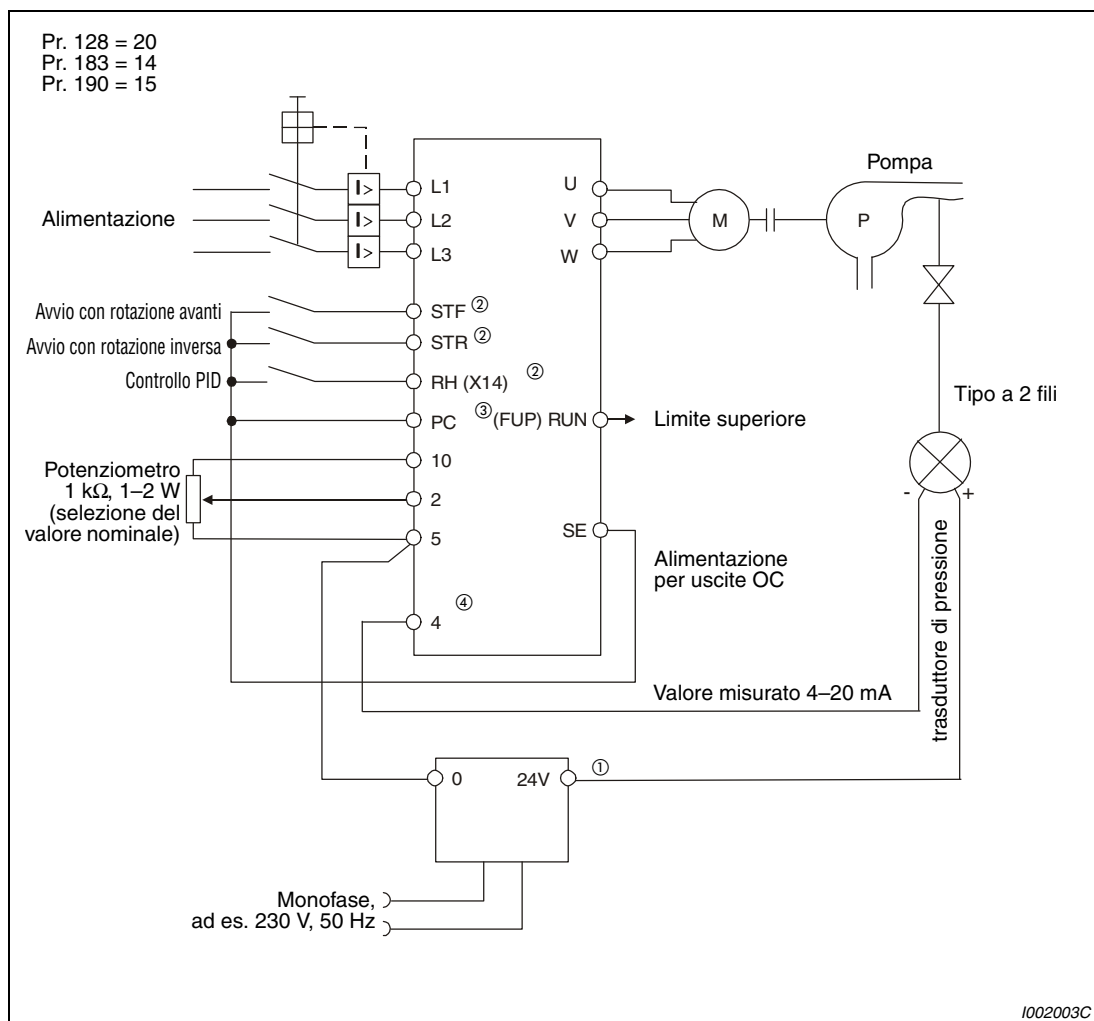 Pr. 128 = 20
Pr. 183 = 14
Pr. 190 = 15
Alimentazione
I>
I>
I>
L1
L2
L3
U
V
W
M
Pompa
P
Avvio con rotazione avanti
STF ②
Avvio con rotazione inversa
STR ②
Controllo PID
RH (X14) ②
PC
③ (FUP) RUN
Limite superiore
Tipo a 2 fili
10
Potenziometro
1 kΩ, 1–2 W
(selezione del
valore nominale)
2
5
SE
Alimentazione
per uscite OC
- +
trasduttore di pressione
4 ④
Valore misurato 4–20 mA
0
24V ①
Monofase,
ad es. 230 V, 50 Hz
I002003C